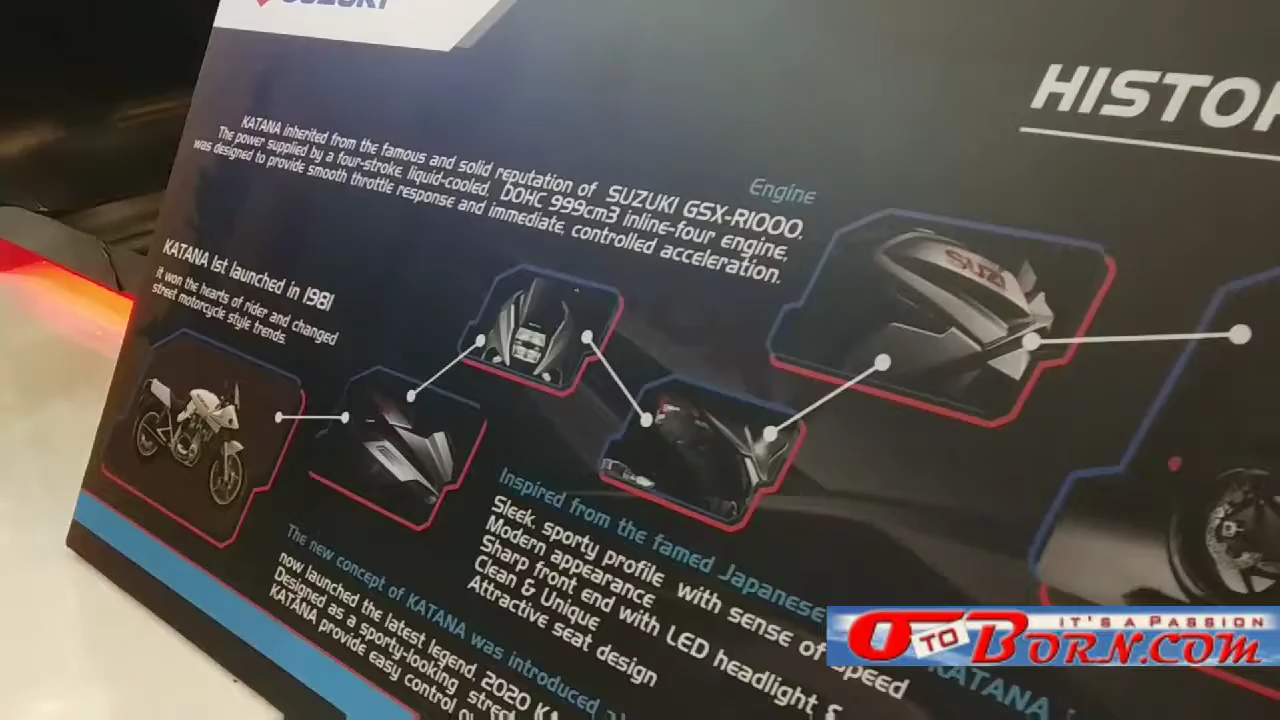 SUZUKI
HISTOR
KATANA inherited from the famous and solid reputation of SUZUKI GSX-R1000.
The power supplied by a four-stroke, liquid-cooled, DOHC 999cm3 inline-four engine,
was designed to provide smooth throttle response and immediate, controlled acceleration.
Engine
KATANA 1st launched in 1981
it won the hearts of rider and changed
street motorcycle style trends.
SUZ
Inspired from the famed Japanese
KATANA
Sleek, sporty profile with sense of speed
Modern appearance
Sharp front end with LED headlight &
Clean & Unique
Attractive seat design
The new concept of KATANA was introduced
now launched the latest legend, 2020
Designed as a sporty-looking
KATANA provide easy control
IT'S A PASSION
OTOBORN.COM